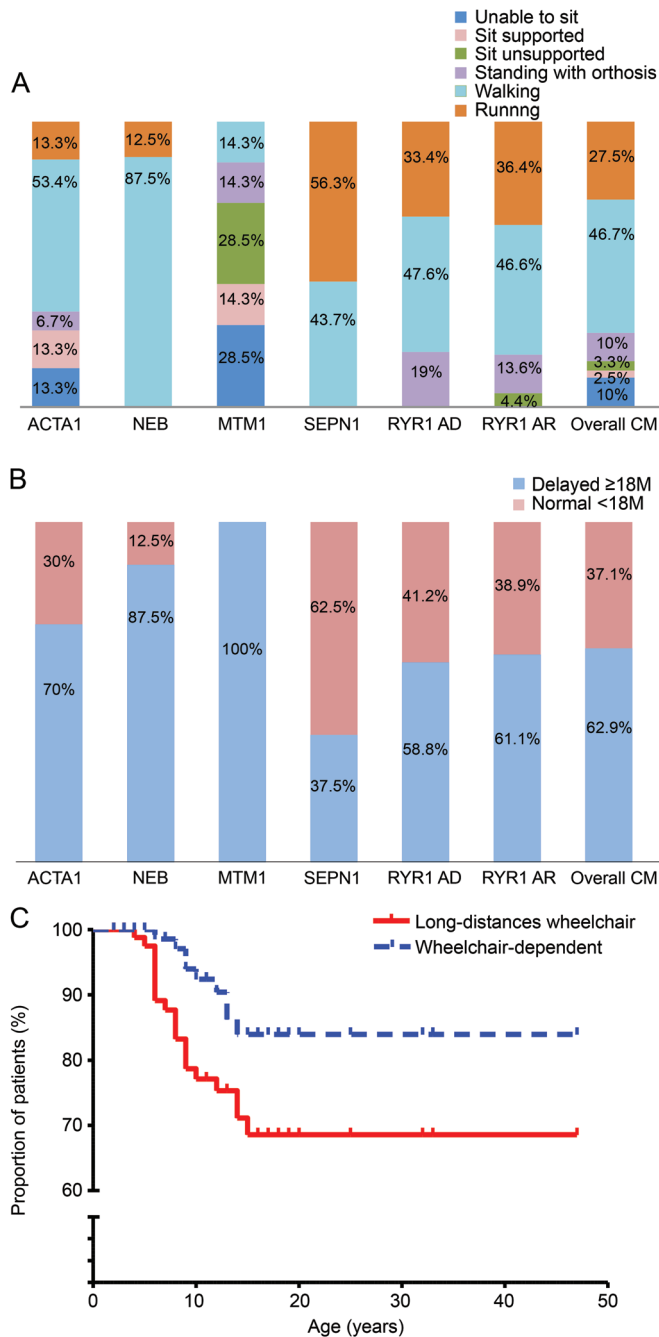 Unable to sit
Sit supported
Sit unsupported
Standing with orthosis
Walking
Runnng
A
13.3% 12.5% 14.3% 56.3% 33.4% 36.4% 27.5%
53.4% 87.5% 14.3% 43.7% 47.6% 46.6% 46.7%
6.7% 28.5% 19% 13.6% 10%
13.3% 14.3% 4.4% 3.3%
13.3% 28.5% 2.5%
10%
ACTA1 NEB MTM1 SEPN1 RYR1 AD RYR1 AR Overall CM
B
Delayed ≥18M
Normal <18M
30% 12.5% 100% 62.5% 41.2% 38.9% 37.1%
70% 87.5% 37.5% 58.8% 61.1% 62.9%
ACTA1 NEB MTM1 SEPN1 RYR1 AD RYR1 AR Overall CM
C
Long-distances wheelchair
Wheelchair-dependent
Proportion of patients (%)
100
90
80
70
60
0 10 20 30 40 50
Age (years)